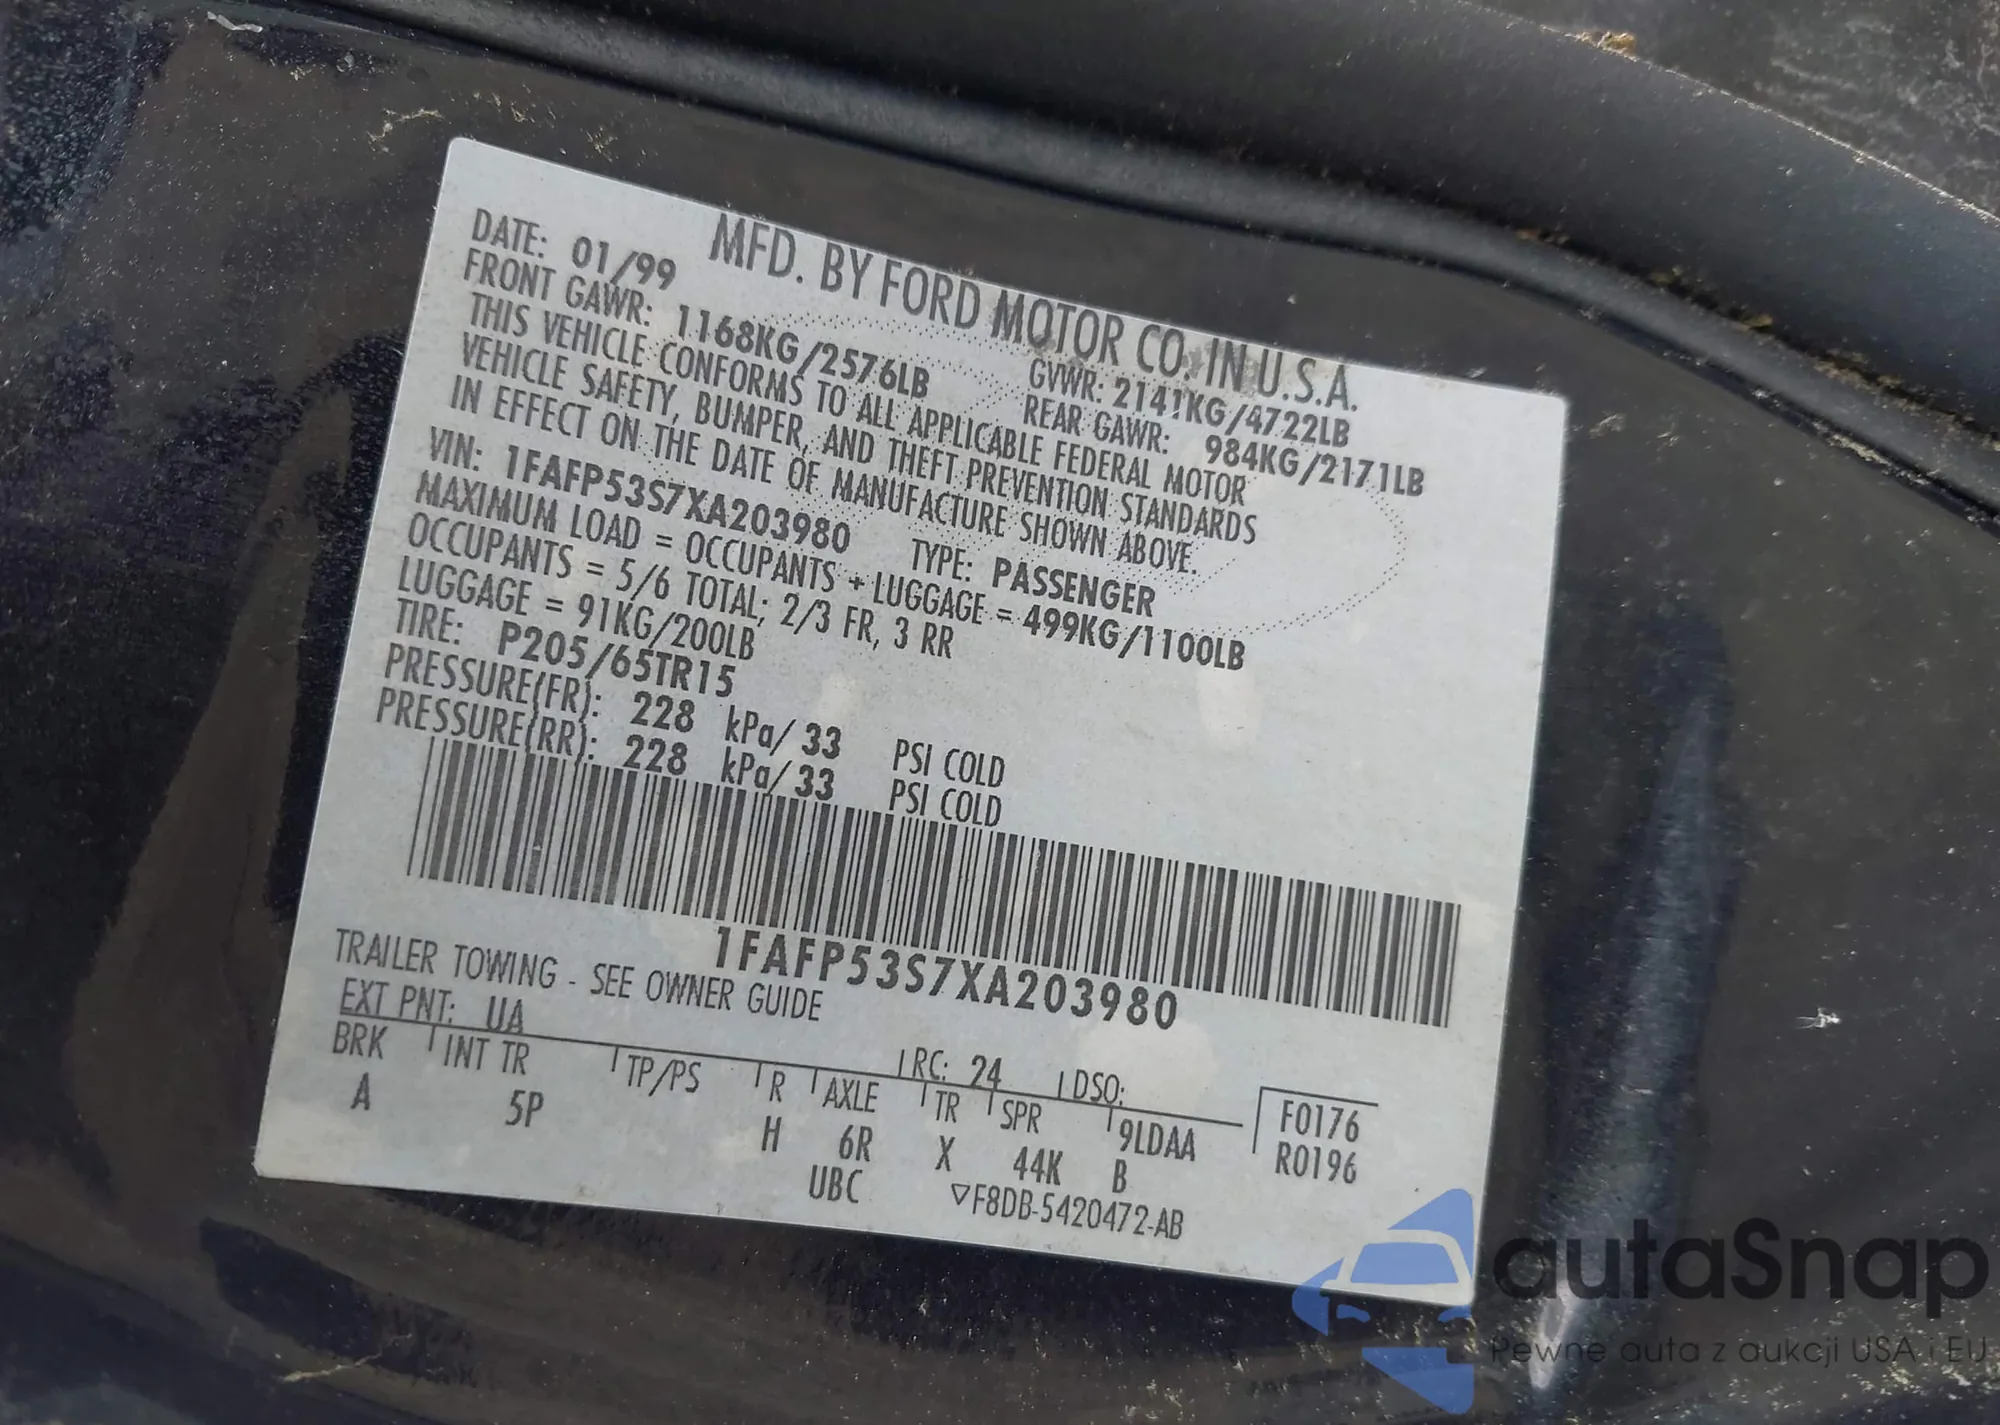 MFD. BY FORD MOTOR CO. IN U.S.A.
DATE: 01/99 GVWR: 2141KG/4722LB
FRONT GAWR: 1168KG/2576LB REAR GAWR: 984KG/2171LB
THIS VEHICLE CONFORMS TO ALL APPLICABLE FEDERAL MOTOR
VEHICLE SAFETY, BUMPER, AND THEFT PREVENTION STANDARDS
IN EFFECT ON THE DATE OF MANUFACTURE SHOWN ABOVE.
VIN: 1FAFP53S7XA203980 TYPE: PASSENGER
MAXIMUM LOAD = OCCUPANTS + LUGGAGE = 499KG/1100LB
OCCUPANTS = 5/6 TOTAL; 2/3 FR, 3 RR
LUGGAGE = 91KG/200LB
TIRE: P205/65TR15
PRESSURE(FR): 228 kPa/ 33 PSI COLD
PRESSURE(RR): 228 kPa/ 33 PSI COLD
1FAFP53S7XA203980
TRAILER TOWING - SEE OWNER GUIDE
EXT PNT: UA RC: 24 DSO:
BRK INT TR TP/PS R AXLE TR SPR 9LDAA F0176
A 5P H 6R X 44K B R0196
UBC ▽F8DB-5420472-AB
autaSnap
Pewne auta z aukcji USA i EU